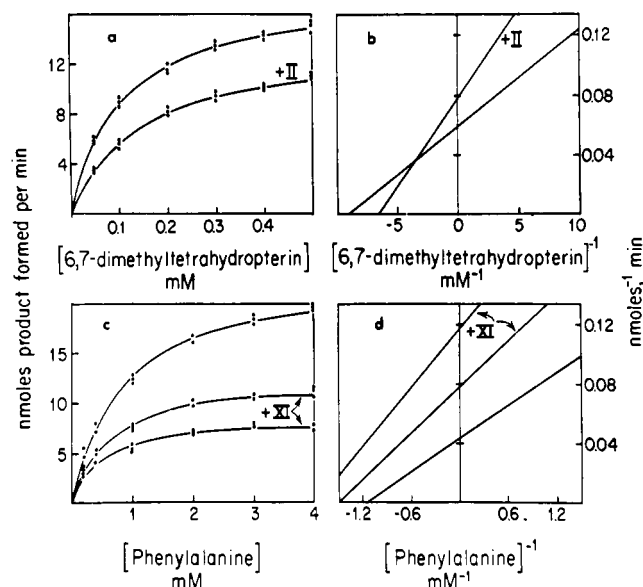 a
b
+ II
+ II
15
12
8
4
0.12
0.08
0.04
0.1 0.2 0.3 0.4
-5 0 5 10
[6,7-dimethyltetrahydropterin]
mM
[6,7-dimethyltetrahydropterin]⁻¹
mM⁻¹
nmoles product formed per min
nmoles⁻¹ min
c
d
+ XI
+ XI
15
10
5
0.12
0.08
0.04
1 2 3 4
-1.2 -0.6 0 0.6 1.2
[Phenylalanine]
mM
[Phenylalanine]⁻¹
mM⁻¹